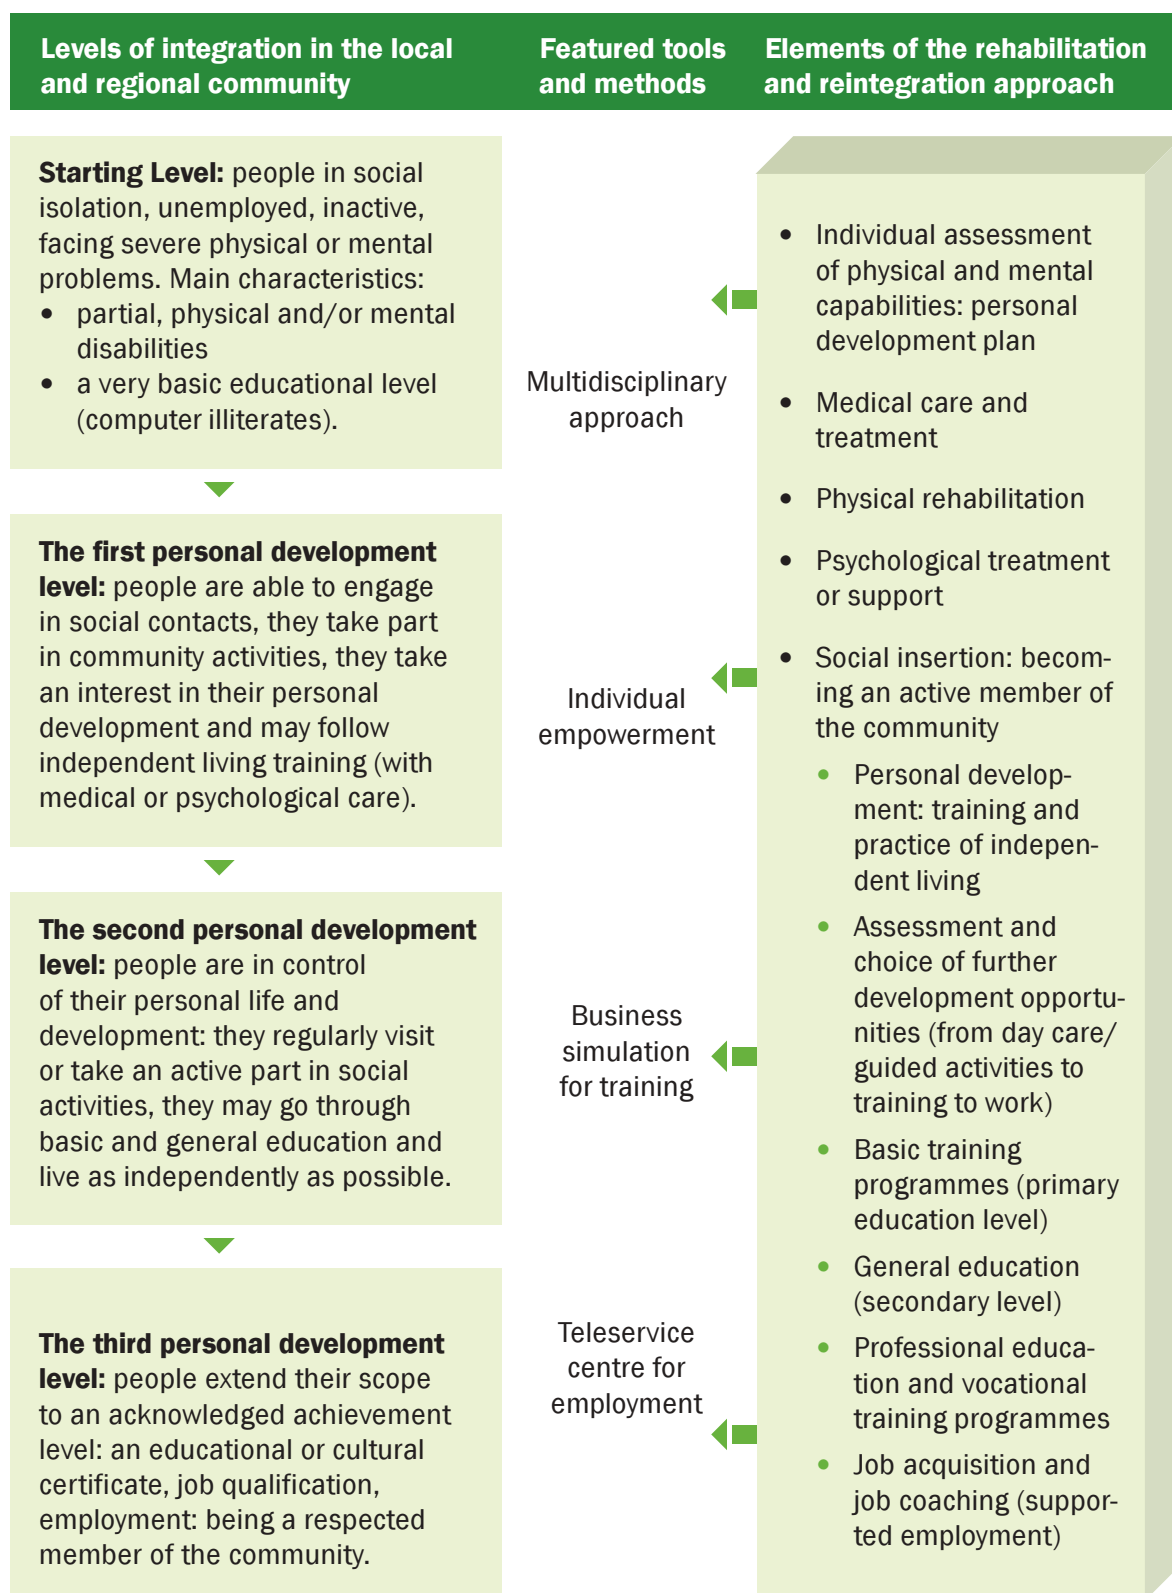 Levels of integration in the local
and regional community
Featured tools
and methods
Elements of the rehabilitation
and reintegration approach
Starting Level: people in social
isolation, unemployed, inactive,
facing severe physical or mental
problems. Main characteristics:
• partial, physical and/or mental
disabilities
• a very basic educational level
(computer illiterates).
The first personal development
level: people are able to engage
in social contacts, they take part
in community activities, they take
an interest in their personal
development and may follow
independent living training (with
medical or psychological care).
The second personal development
level: people are in control
of their personal life and
development: they regularly visit
or take an active part in social
activities, they may go through
basic and general education and
live as independently as possible.
The third personal development
level: people extend their scope
to an acknowledged achievement
level: an educational or cultural
certificate, job qualification,
employment: being a respected
member of the community.
Multidisciplinary
approach
Individual
empowerment
Business
simulation
for training
Teleservice
centre for
employment
• Individual assessment
of physical and mental
capabilities: personal
development plan
• Medical care and
treatment
• Physical rehabilitation
• Psychological treatment
or support
• Social insertion: becom-
ing an active member of
the community
• Personal develop-
ment: training and
practice of indepen-
dent living
• Assessment and
choice of further
development opportu-
nities (from day care/
guided activities to
training to work)
• Basic training
programmes (primary
education level)
• General education
(secondary level)
• Professional educa-
tion and vocational
training programmes
• Job acquisition and
job coaching (suppor-
ted employment)